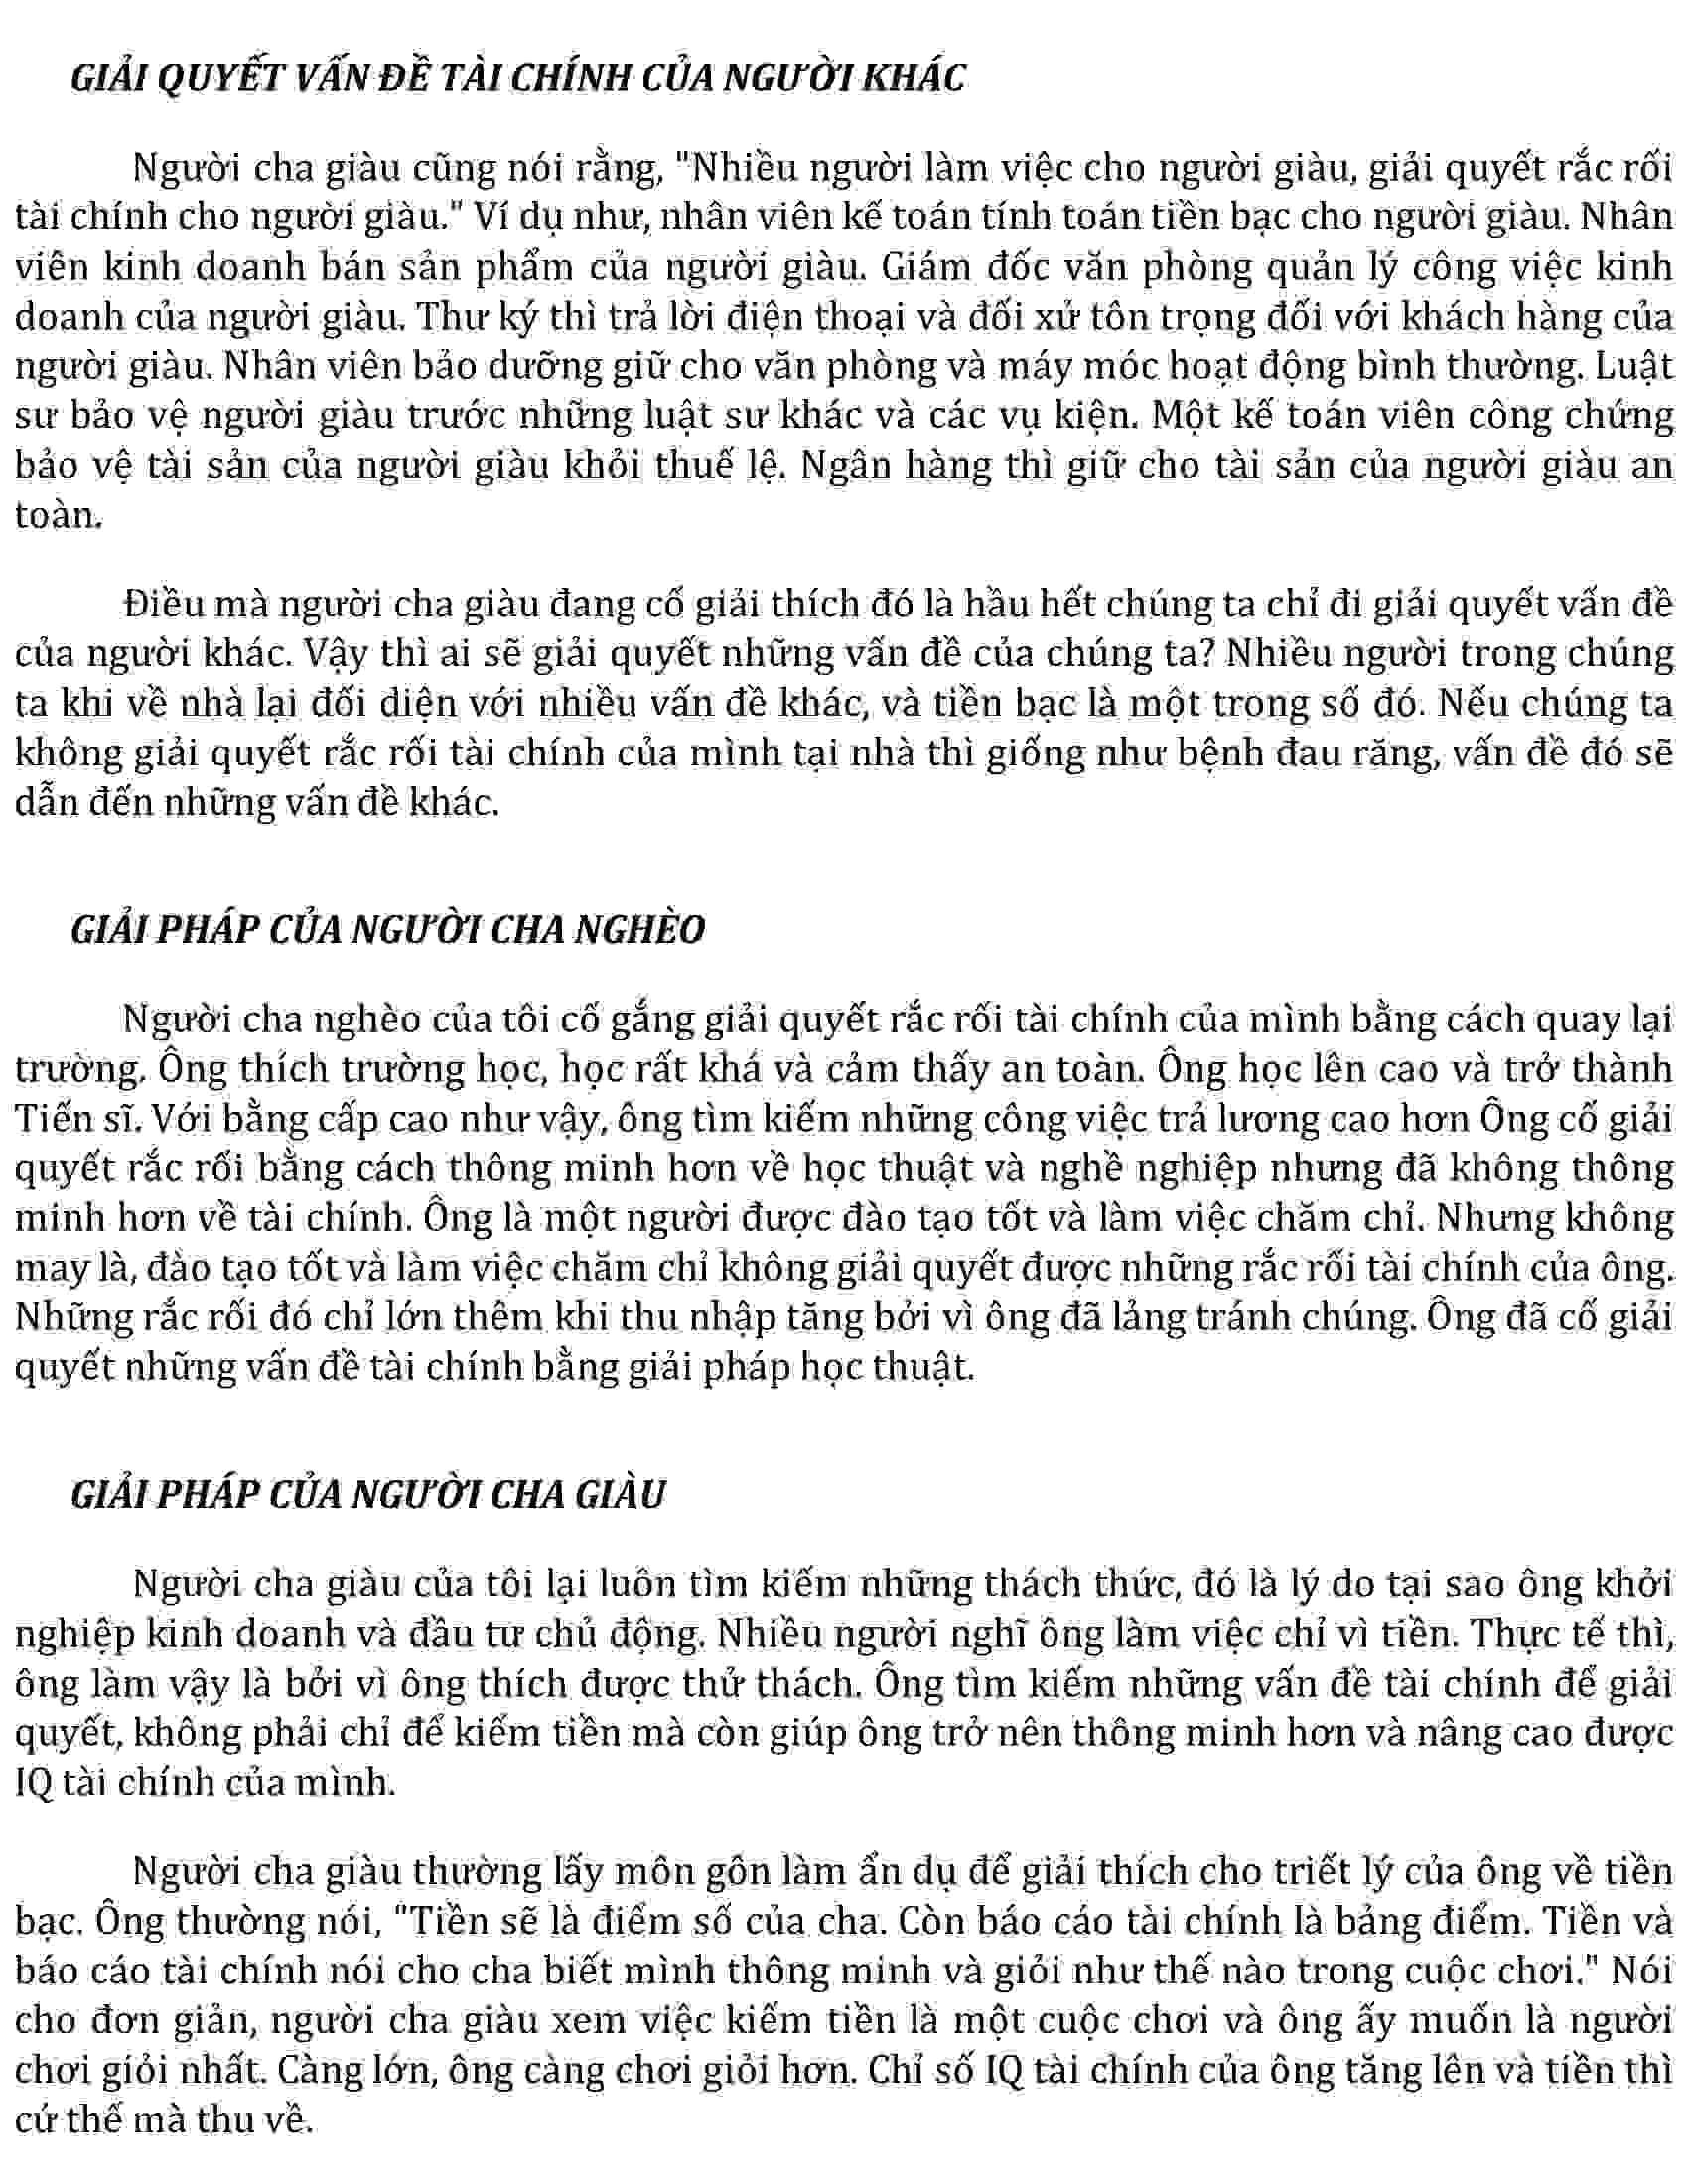 GIẢI QUYẾT VẤN ĐỀ TÀI CHÍNH CỦA NGƯỜI KHÁC
Người cha giàu cũng nói rằng, "Nhiều người làm việc cho người giàu, giải quyết rắc rối
tài chính cho người giàu." Ví dụ như, nhân viên kế toán tính toán tiền bạc cho người giàu. Nhân
viên kinh doanh bán sản phẩm của người giàu. Giám đốc văn phòng quản lý công việc kinh
doanh của người giàu. Thư ký thì trả lời điện thoại và đối xử tôn trọng đối với khách hàng của
người giàu. Nhân viên bảo dưỡng giữ cho văn phòng và máy móc hoạt động bình thường. Luật
sư bảo vệ người giàu trước những luật sư khác và các vụ kiện. Một kế toán viên công chứng
bảo vệ tài sản của người giàu khỏi thuế lệ. Ngân hàng thì giữ cho tài sản của người giàu an
toàn.
Điều mà người cha giàu đang cố giải thích đó là hầu hết chúng ta chỉ đi giải quyết vấn đề
của người khác. Vậy thì ai sẽ giải quyết những vấn đề của chúng ta? Nhiều người trong chúng
ta khi về nhà lại đối diện với nhiều vấn đề khác, và tiền bạc là một trong số đó. Nếu chúng ta
không giải quyết rắc rối tài chính của mình tại nhà thì giống như bệnh đau răng, vấn đề đó sẽ
dẫn đến những vấn đề khác.
GIẢI PHÁP CỦA NGƯỜI CHA NGHÈO
Người cha nghèo của tôi cố gắng giải quyết rắc rối tài chính của mình bằng cách quay lại
trường. Ông thích trường học, học rất khá và cảm thấy an toàn. Ông học lên cao và trở thành
Tiến sĩ. Với bằng cấp cao như vậy, ông tìm kiếm những công việc trả lương cao hơn Ông cố giải
quyết rắc rối bằng cách thông minh hơn về học thuật và nghề nghiệp nhưng đã không thông
minh hơn về tài chính. Ông là một người được đào tạo tốt và làm việc chăm chỉ. Nhưng không
may là, đào tạo tốt và làm việc chăm chỉ không giải quyết được những rắc rối tài chính của ông.
Những rắc rối đó chỉ lớn thêm khi thu nhập tăng bởi vì ông đã lảng tránh chúng. Ông đã cố giải
quyết những vấn đề tài chính bằng giải pháp học thuật.
GIẢI PHÁP CỦA NGƯỜI CHA GIÀU
Người cha giàu của tôi lại luôn tìm kiếm những thách thức, đó là lý do tại sao ông khởi
nghiệp kinh doanh và đầu tư chủ động. Nhiều người nghĩ ông làm việc chỉ vì tiền. Thực tế thì,
ông làm vậy là bởi vì ông thích được thử thách. Ông tìm kiếm những vấn đề tài chính để giải
quyết, không phải chỉ để kiếm tiền mà còn giúp ông trở nên thông minh hơn và nâng cao được
IQ tài chính của mình.
Người cha giàu thường lấy môn gôn làm ẩn dụ để giải thích cho triết lý của ông về tiền
bạc. Ông thường nói, "Tiền sẽ là điểm số của cha. Còn báo cáo tài chính là bảng điểm. Tiền và
báo cáo tài chính nói cho cha biết mình thông minh và giỏi như thế nào trong cuộc chơi." Nói
cho đơn giản, người cha giàu xem việc kiếm tiền là một cuộc chơi và ông ấy muốn là người
chơi giỏi nhất. Càng lớn, ông càng chơi giỏi hơn. Chỉ số IQ tài chính của ông tăng lên và tiền thì
cứ thế mà thu về.